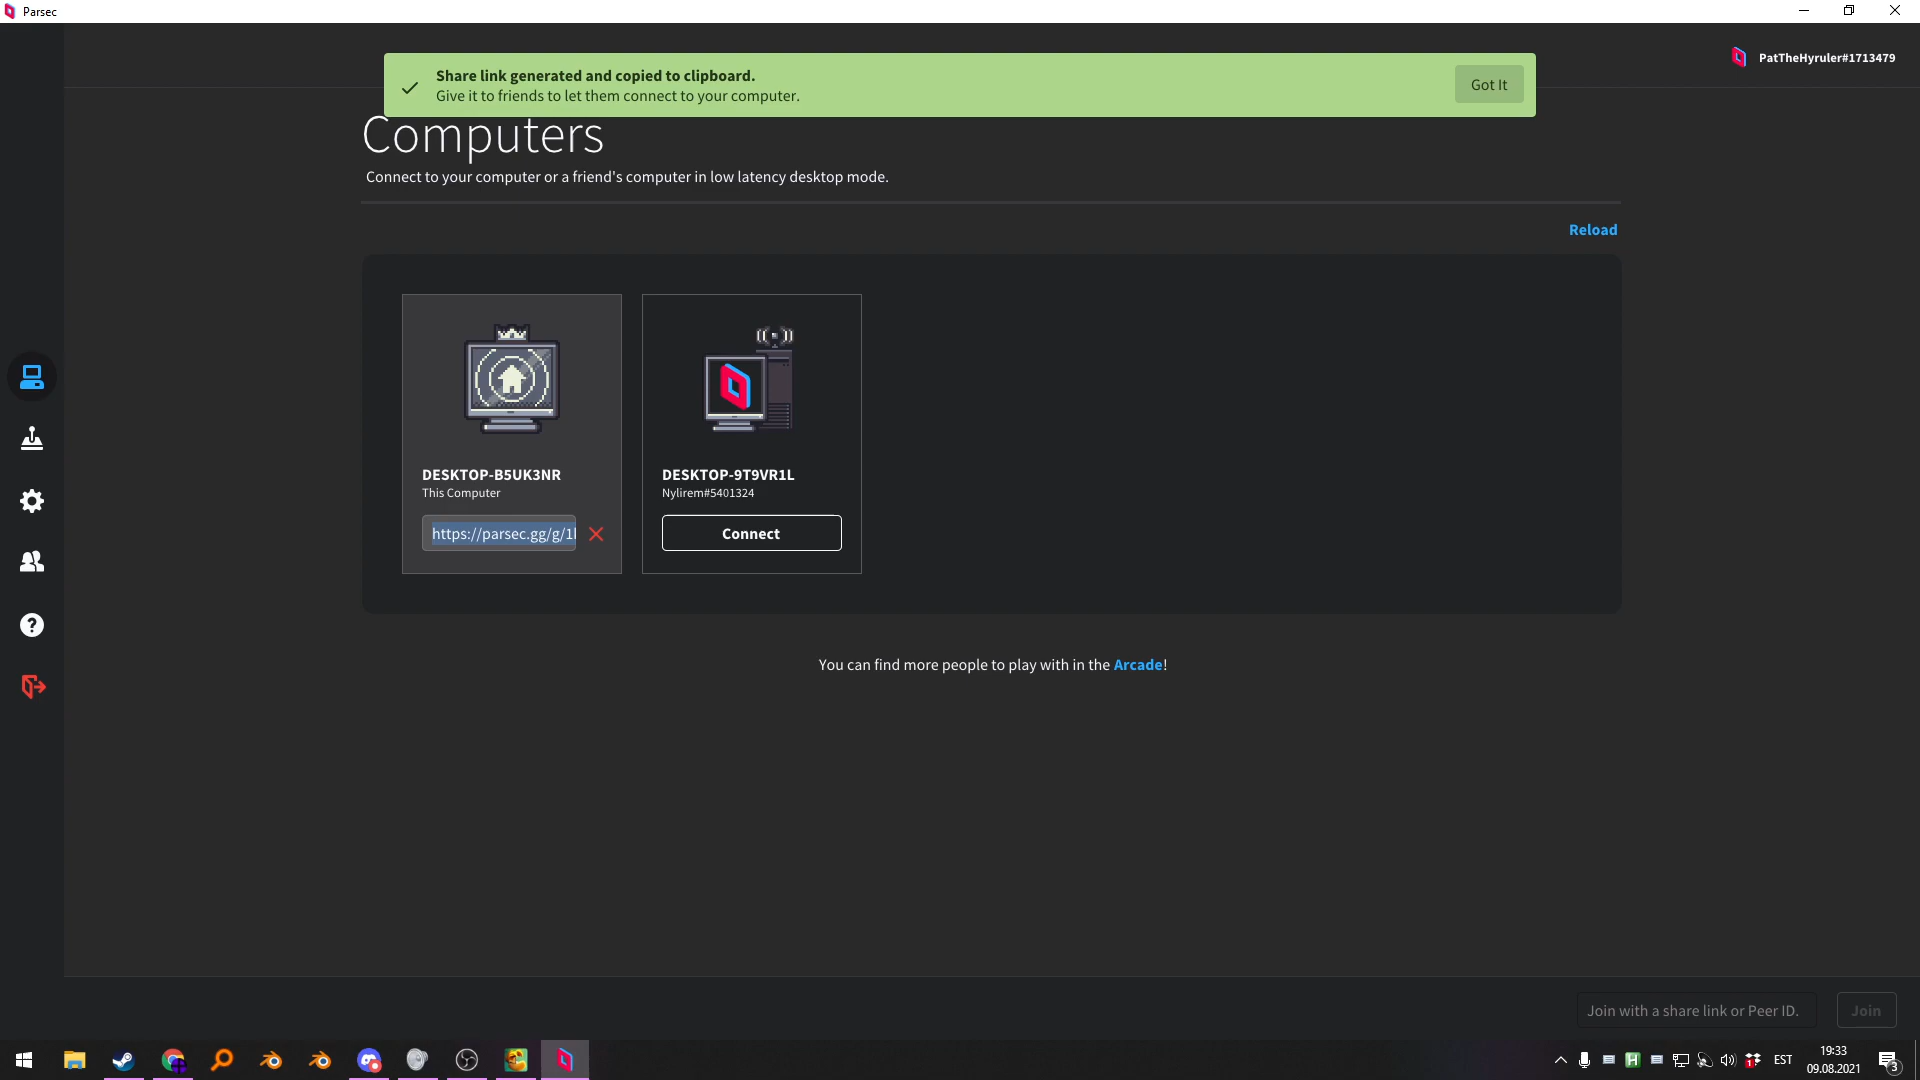 Parsec
PatTheHyruler#1713479
Share link generated and copied to clipboard.
Give it to friends to let them connect to your computer.
Got It
Computers
Connect to your computer or a friend's computer in low latency desktop mode.
Reload
DESKTOP-B5UK3NR
This Computer
https://parsec.gg/g/1
DESKTOP-9T9VR1L
Nylirem#5401324
Connect
You can find more people to play with in the Arcade!
Join with a share link or Peer ID.
Join
EST
19:33
09.08.2021
3